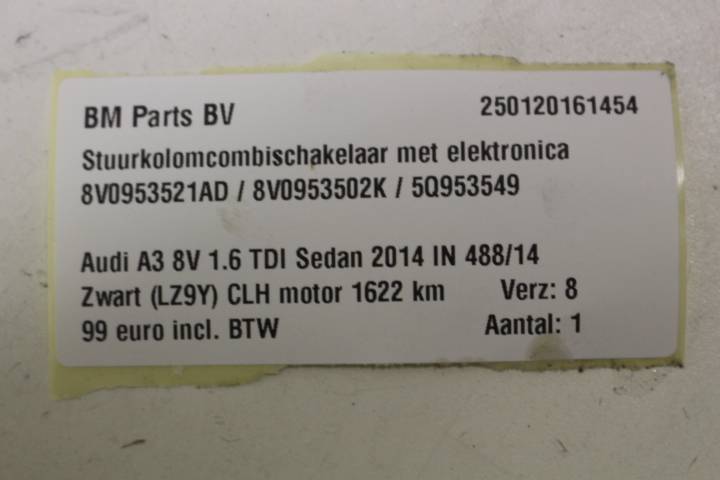 BM Parts BV 250120161454
Stuurkolomcombischakelaar met elektronica
8V0953521AD / 8V0953502K / 5Q953549
Audi A3 8V 1.6 TDI Sedan 2014 IN 488/14
Zwart (LZ9Y) CLH motor 1622 km Verz: 8
99 euro incl. BTW Aantal: 1